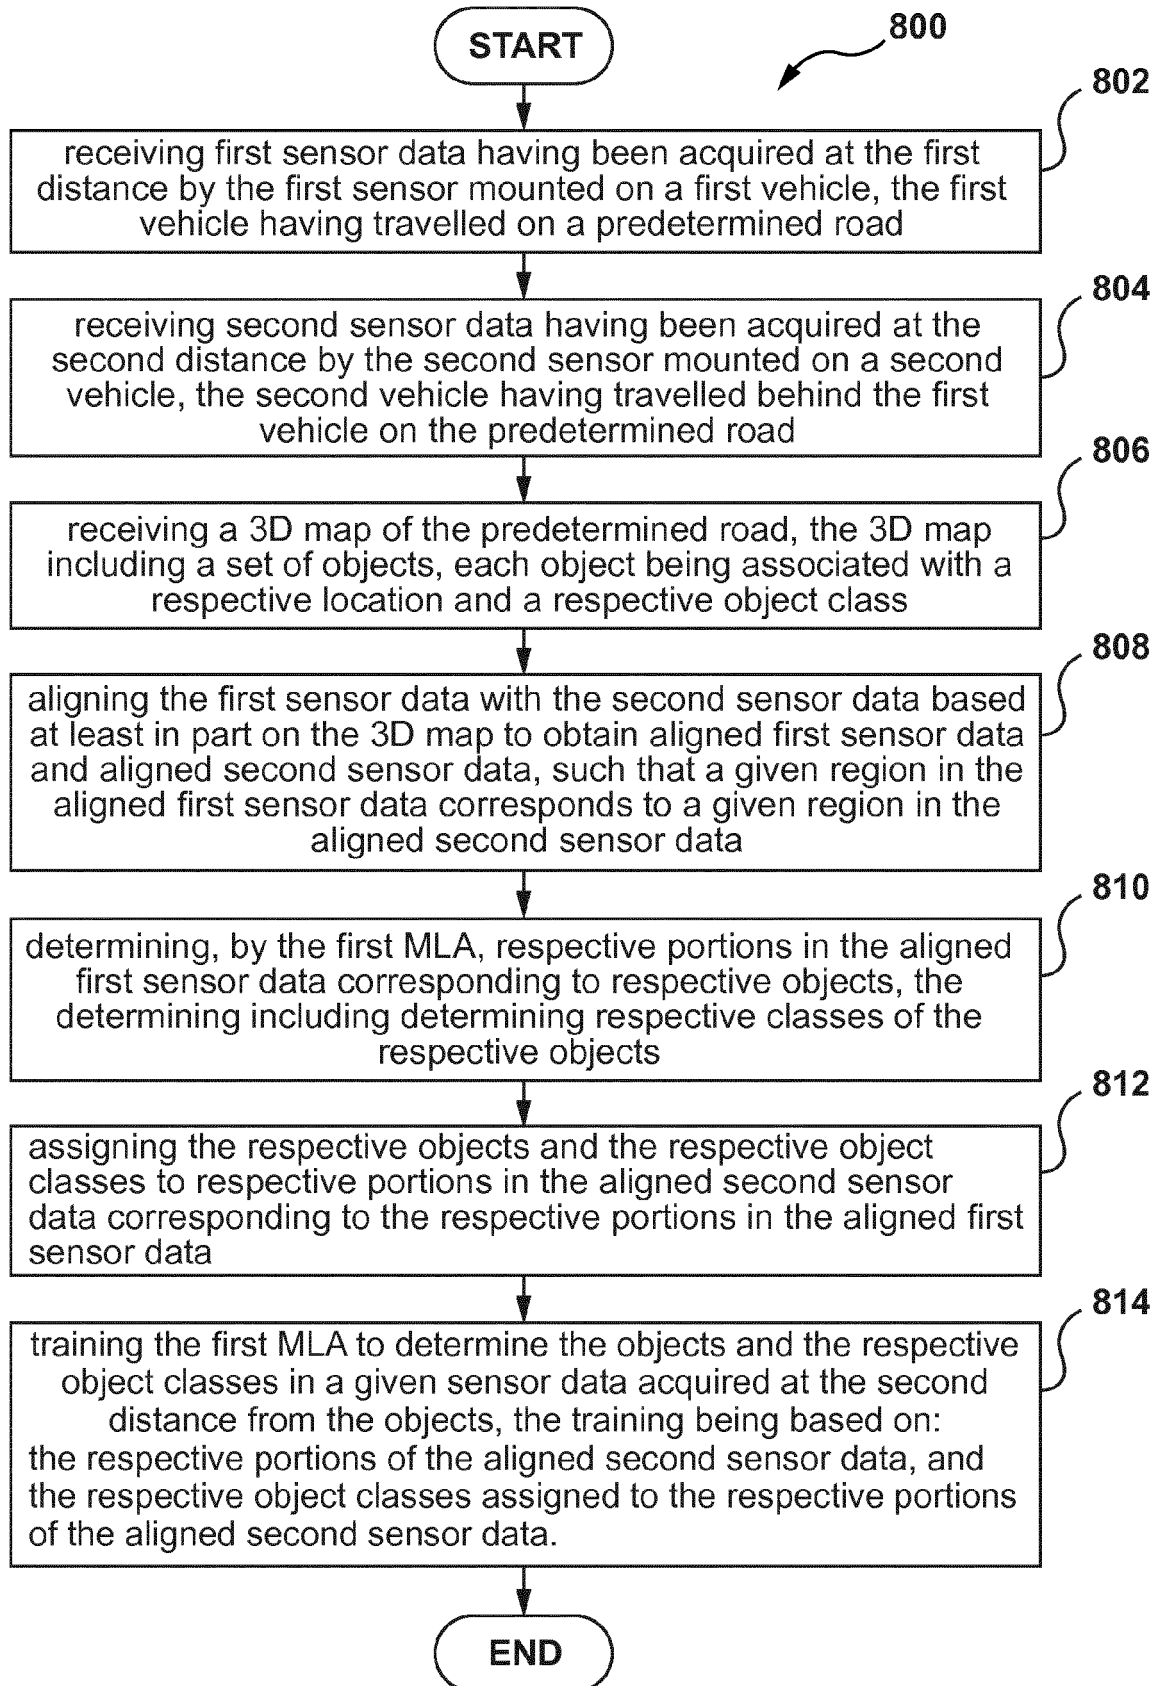 START
800
802
receiving first sensor data having been acquired at the first
distance by the first sensor mounted on a first vehicle, the first
vehicle having travelled on a predetermined road
804
receiving second sensor data having been acquired at the
second distance by the second sensor mounted on a second
vehicle, the second vehicle having travelled behind the first
vehicle on the predetermined road
806
receiving a 3D map of the predetermined road, the 3D map
including a set of objects, each object being associated with a
respective location and a respective object class
808
aligning the first sensor data with the second sensor data based
at least in part on the 3D map to obtain aligned first sensor data
and aligned second sensor data, such that a given region in the
aligned first sensor data corresponds to a given region in the
aligned second sensor data
810
determining, by the first MLA, respective portions in the aligned
first sensor data corresponding to respective objects, the
determining including determining respective classes of the
respective objects
812
assigning the respective objects and the respective object
classes to respective portions in the aligned second sensor
data corresponding to the respective portions in the aligned first
sensor data
814
training the first MLA to determine the objects and the respective
object classes in a given sensor data acquired at the second
distance from the objects, the training being based on:
the respective portions of the aligned second sensor data, and
the respective object classes assigned to the respective portions
of the aligned second sensor data.
END